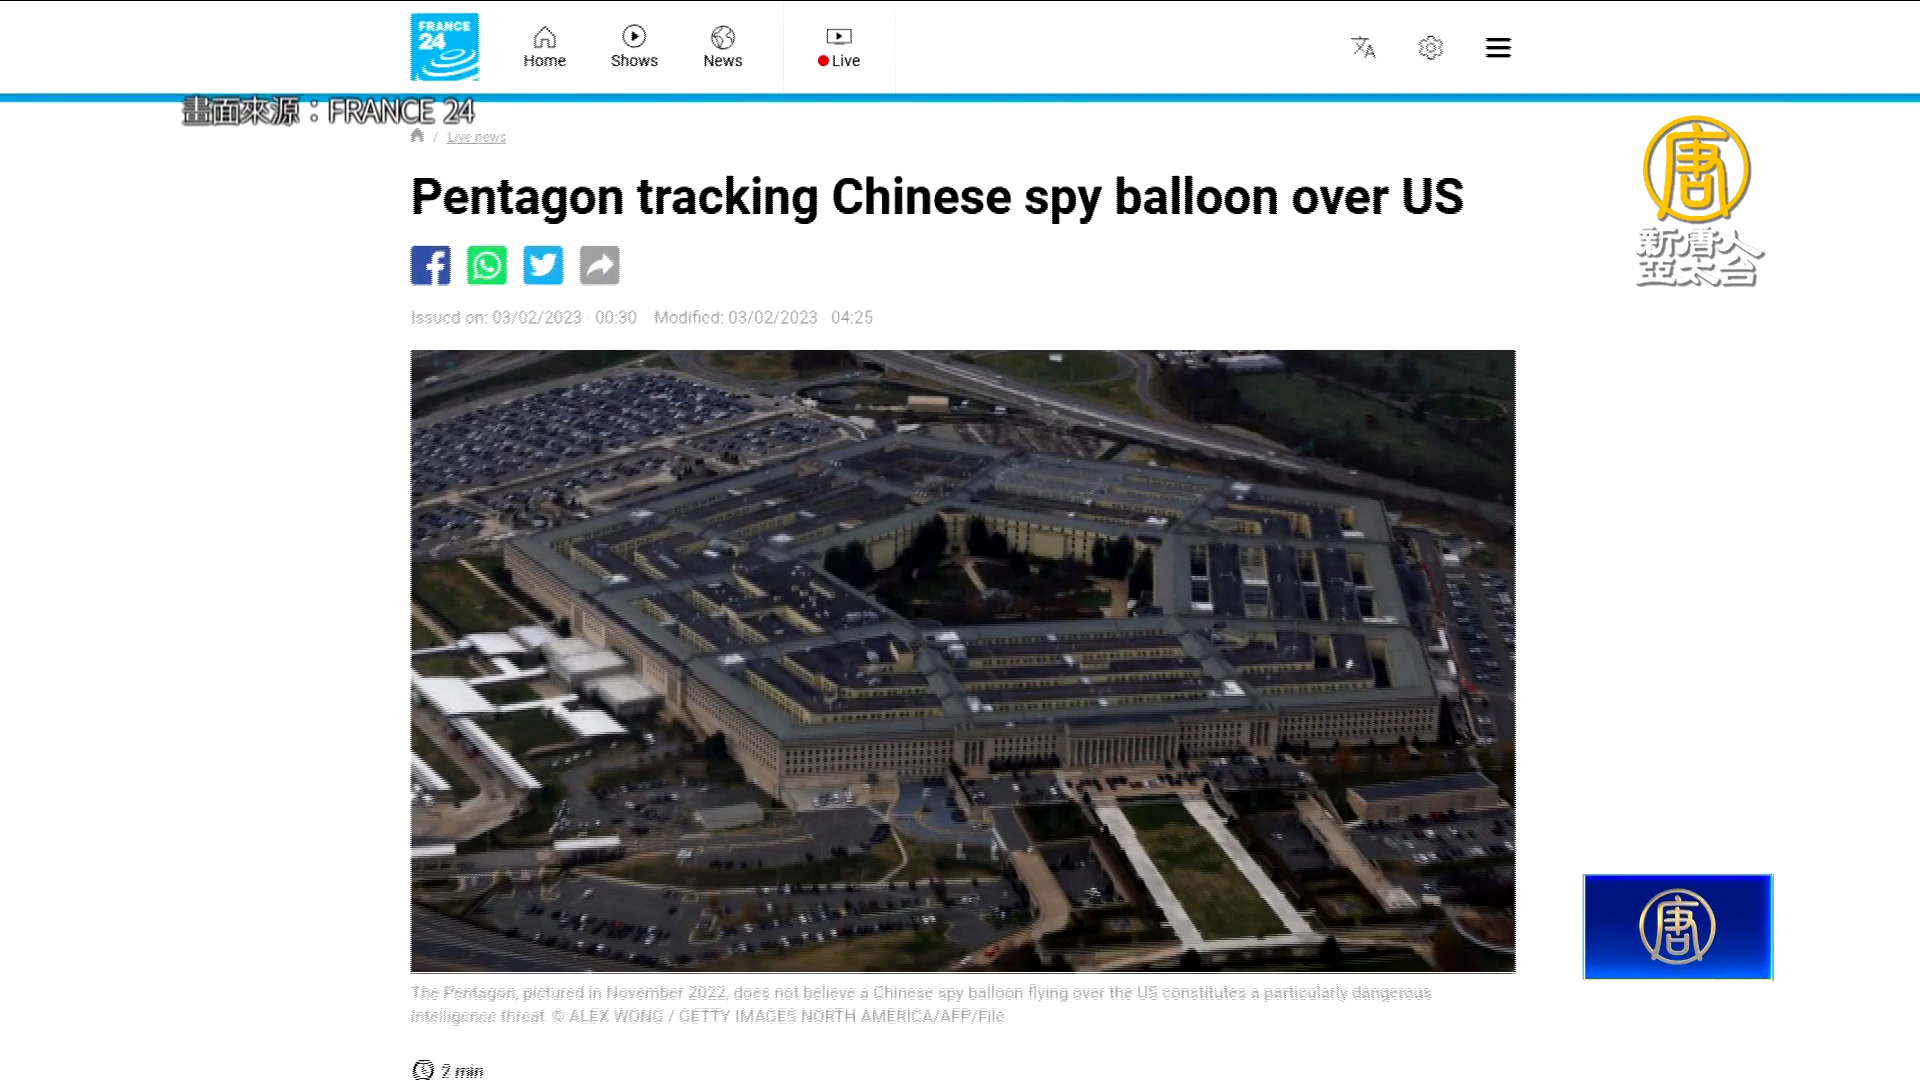 FRANCE
24
Home
Shows
News
Live
畫面來源：FRANCE 24
/ Live news
Pentagon tracking Chinese spy balloon over US
Issued on: 03/02/2023 - 00:30 Modified: 03/02/2023 - 04:25
唐
新唐人
亞太台
唐
The Pentagon, pictured in November 2022, does not believe a Chinese spy balloon flying over the US constitutes a particularly dangerous
intelligence threat © ALEX WONG / GETTY IMAGES NORTH AMERICA/AFP/File
2 min